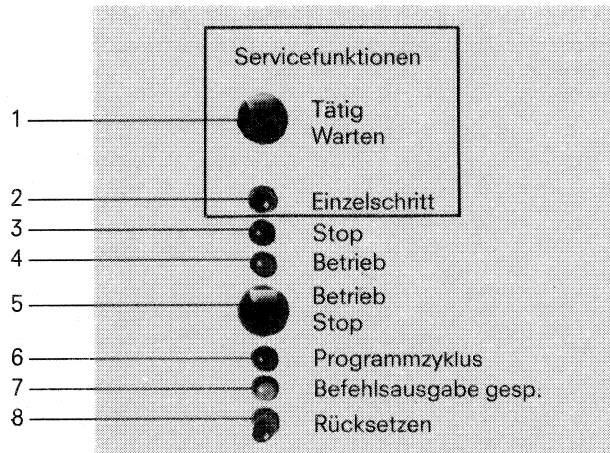 Servicefunktionen
1 Tätig
Warten
2 Einzelschritt
3 Stop
4 Betrieb
5 Betrieb
Stop
6 Programmzyklus
7 Befehlsausgabe gesp.
8 Rücksetzen